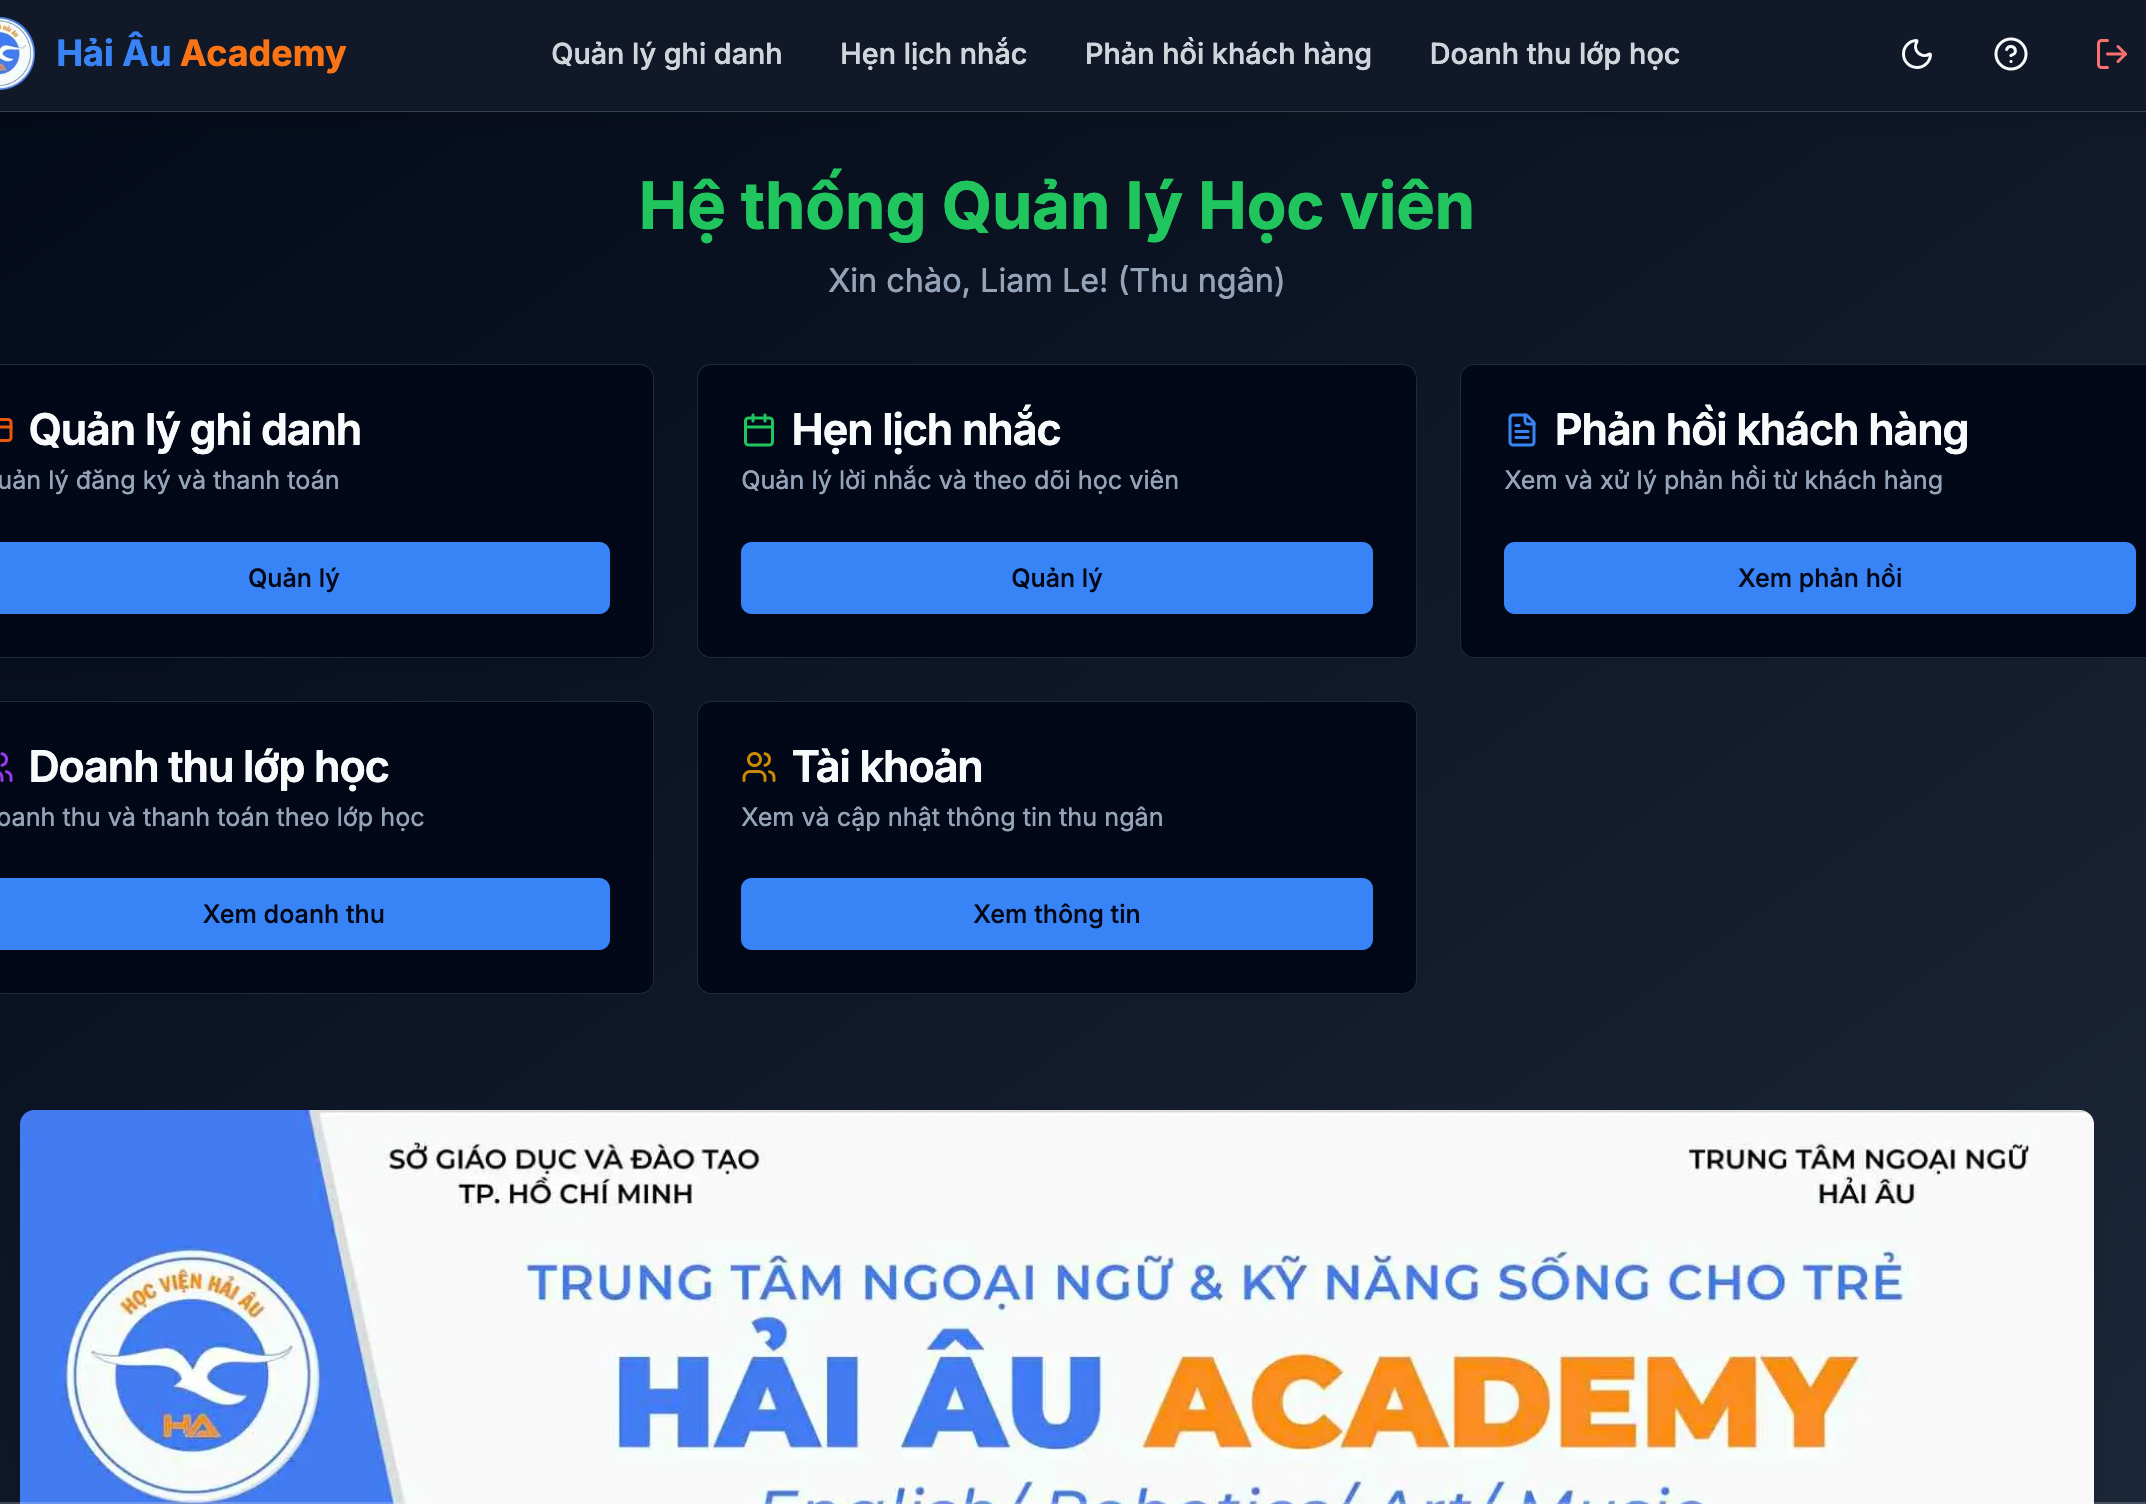 Hải Âu Academy
Quản lý ghi danh
Hẹn lịch nhắc
Phản hồi khách hàng
Doanh thu lớp học
Hệ thống Quản lý Học viên
Xin chào, Liam Le! (Thu ngân)
Quản lý ghi danh
uản lý đăng ký và thanh toán
Quản lý
Hẹn lịch nhắc
Quản lý lời nhắc và theo dõi học viên
Quản lý
Phản hồi khách hàng
Xem và xử lý phản hồi từ khách hàng
Xem phản hồi
Doanh thu lớp học
oanh thu và thanh toán theo lớp học
Xem doanh thu
Tài khoản
Xem và cập nhật thông tin thu ngân
Xem thông tin
SỞ GIÁO DỤC VÀ ĐÀO TẠO
TP. HỒ CHÍ MINH
TRUNG TÂM NGOẠI NGỮ
HẢI ÂU
TRUNG TÂM NGOẠI NGỮ & KỸ NĂNG SỐNG CHO TRẺ
HẢI ÂU ACADEMY
English/ Robotics/ Art/ Music
HỌC VIỆN HẢI ÂU
HA